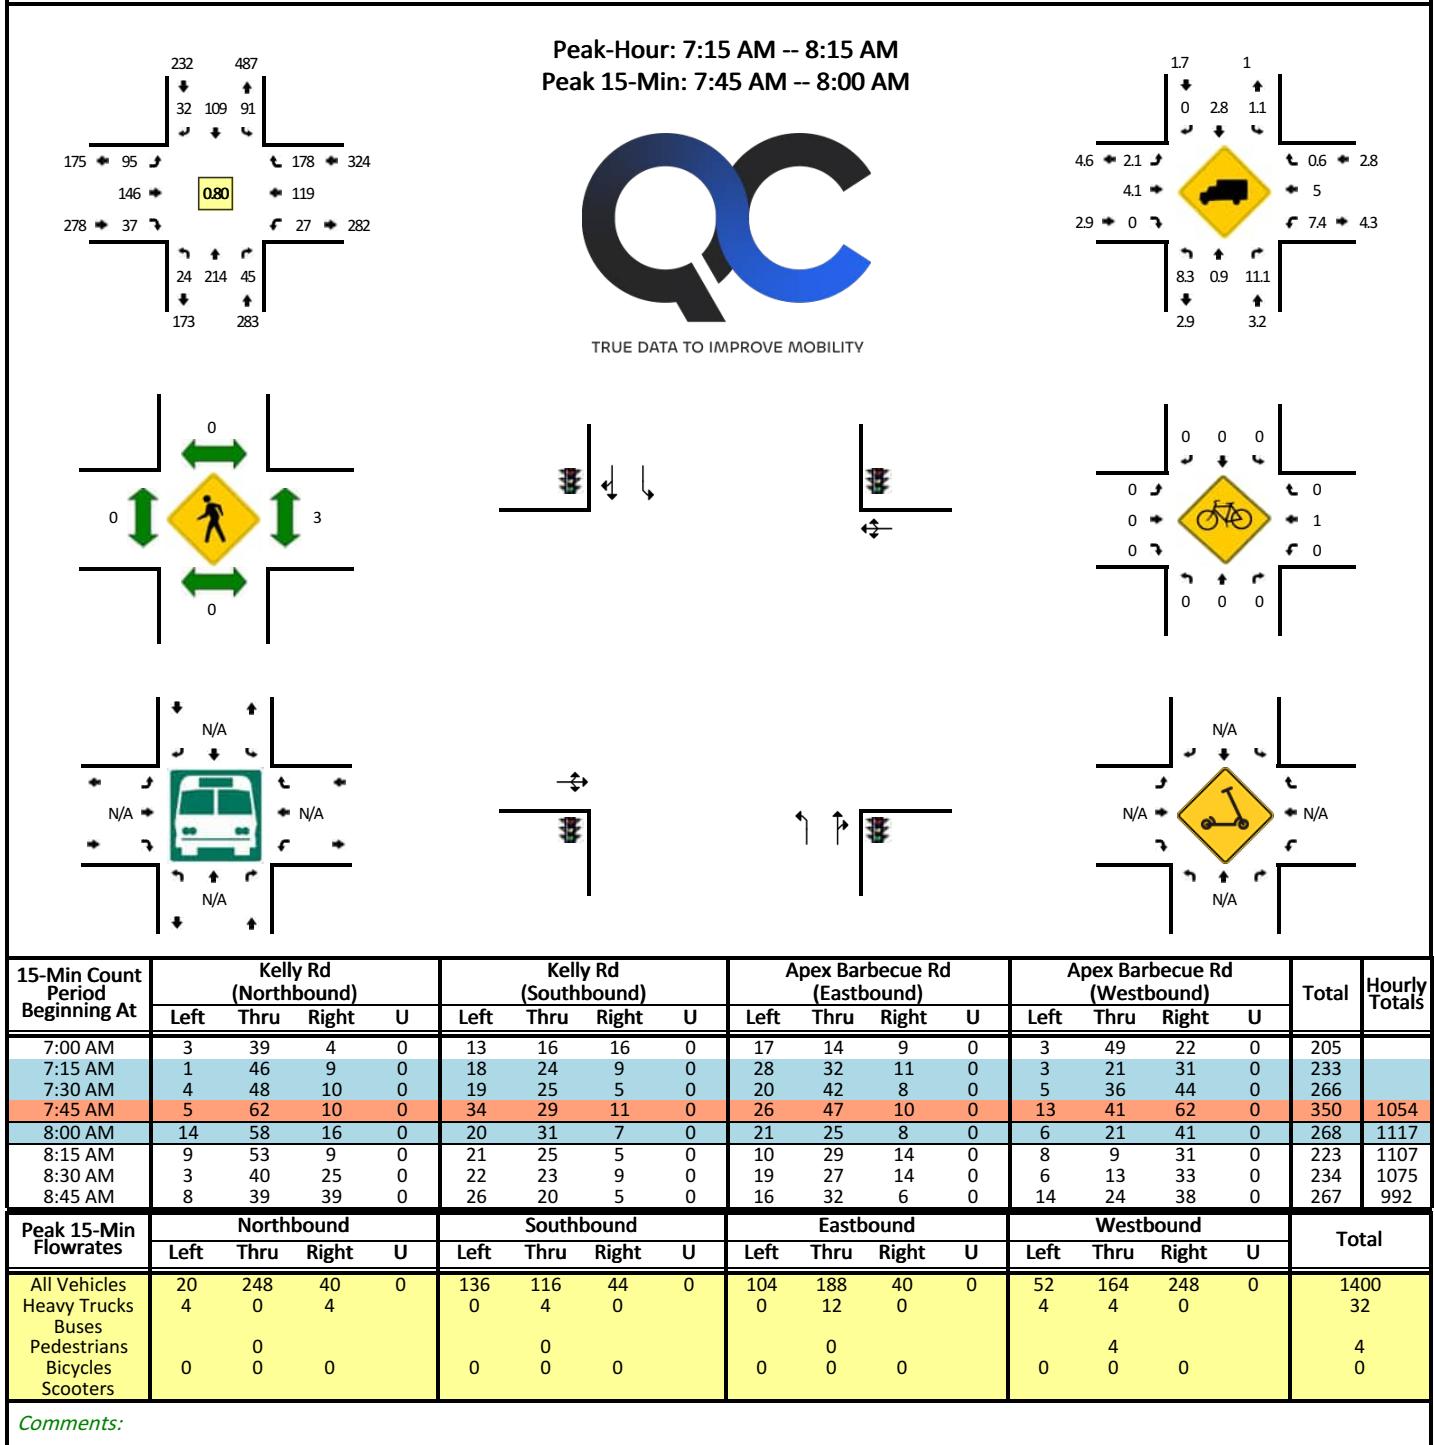 Peak-Hour: 7:15 AM -- 8:15 AM
Peak 15-Min: 7:45 AM -- 8:00 AM
232 487
32 109 91
175 95 178 324
146 0.80 119
278 37 27 282
24 214 45
173 283
TRUE DATA TO IMPROVE MOBILITY
1.7 1
0 2.8 1.1
4.6 2.1 0.6 2.8
4.1 5
2.9 0 7.4 4.3
8.3 0.9 11.1
2.9 3.2
0
0 3
0
0 0 0
0 0
0 1
0 0
0 0 0
N/A
N/A N/A
N/A
N/A
N/A N/A
N/A
15-Min Count Period Beginning At Kelly Rd (Northbound) Kelly Rd (Southbound) Apex Barbecue Rd (Eastbound) Apex Barbecue Rd (Westbound) Total Hourly Totals
Left Thru Right U Left Thru Right U Left Thru Right U Left Thru Right U
7:00 AM 3 39 4 0 13 16 16 0 17 14 9 0 3 49 22 0 205
7:15 AM 1 46 9 0 18 24 9 0 28 32 11 0 3 21 31 0 233
7:30 AM 4 48 10 0 19 25 5 0 20 42 8 0 5 36 44 0 266
7:45 AM 5 62 10 0 34 29 11 0 26 47 10 0 13 41 62 0 350 1054
8:00 AM 14 58 16 0 20 31 7 0 21 25 8 0 6 21 41 0 268 1117
8:15 AM 9 53 9 0 21 25 5 0 10 29 14 0 8 9 31 0 223 1107
8:30 AM 3 40 25 0 22 23 9 0 19 27 14 0 6 13 33 0 234 1075
8:45 AM 8 39 39 0 26 20 5 0 16 32 6 0 14 24 38 0 267 992
Peak 15-Min Flowrates Northbound Southbound Eastbound Westbound Total
Left Thru Right U Left Thru Right U Left Thru Right U Left Thru Right U
All Vehicles 20 248 40 0 136 116 44 0 104 188 40 0 52 164 248 0 1400
Heavy Trucks 4 0 4 0 4 0 0 12 0 4 4 0 32
Buses
Pedestrians 0 0 0 4 4
Bicycles 0 0 0 0 0 0 0 0 0 0 0 0 0
Scooters
Comments: